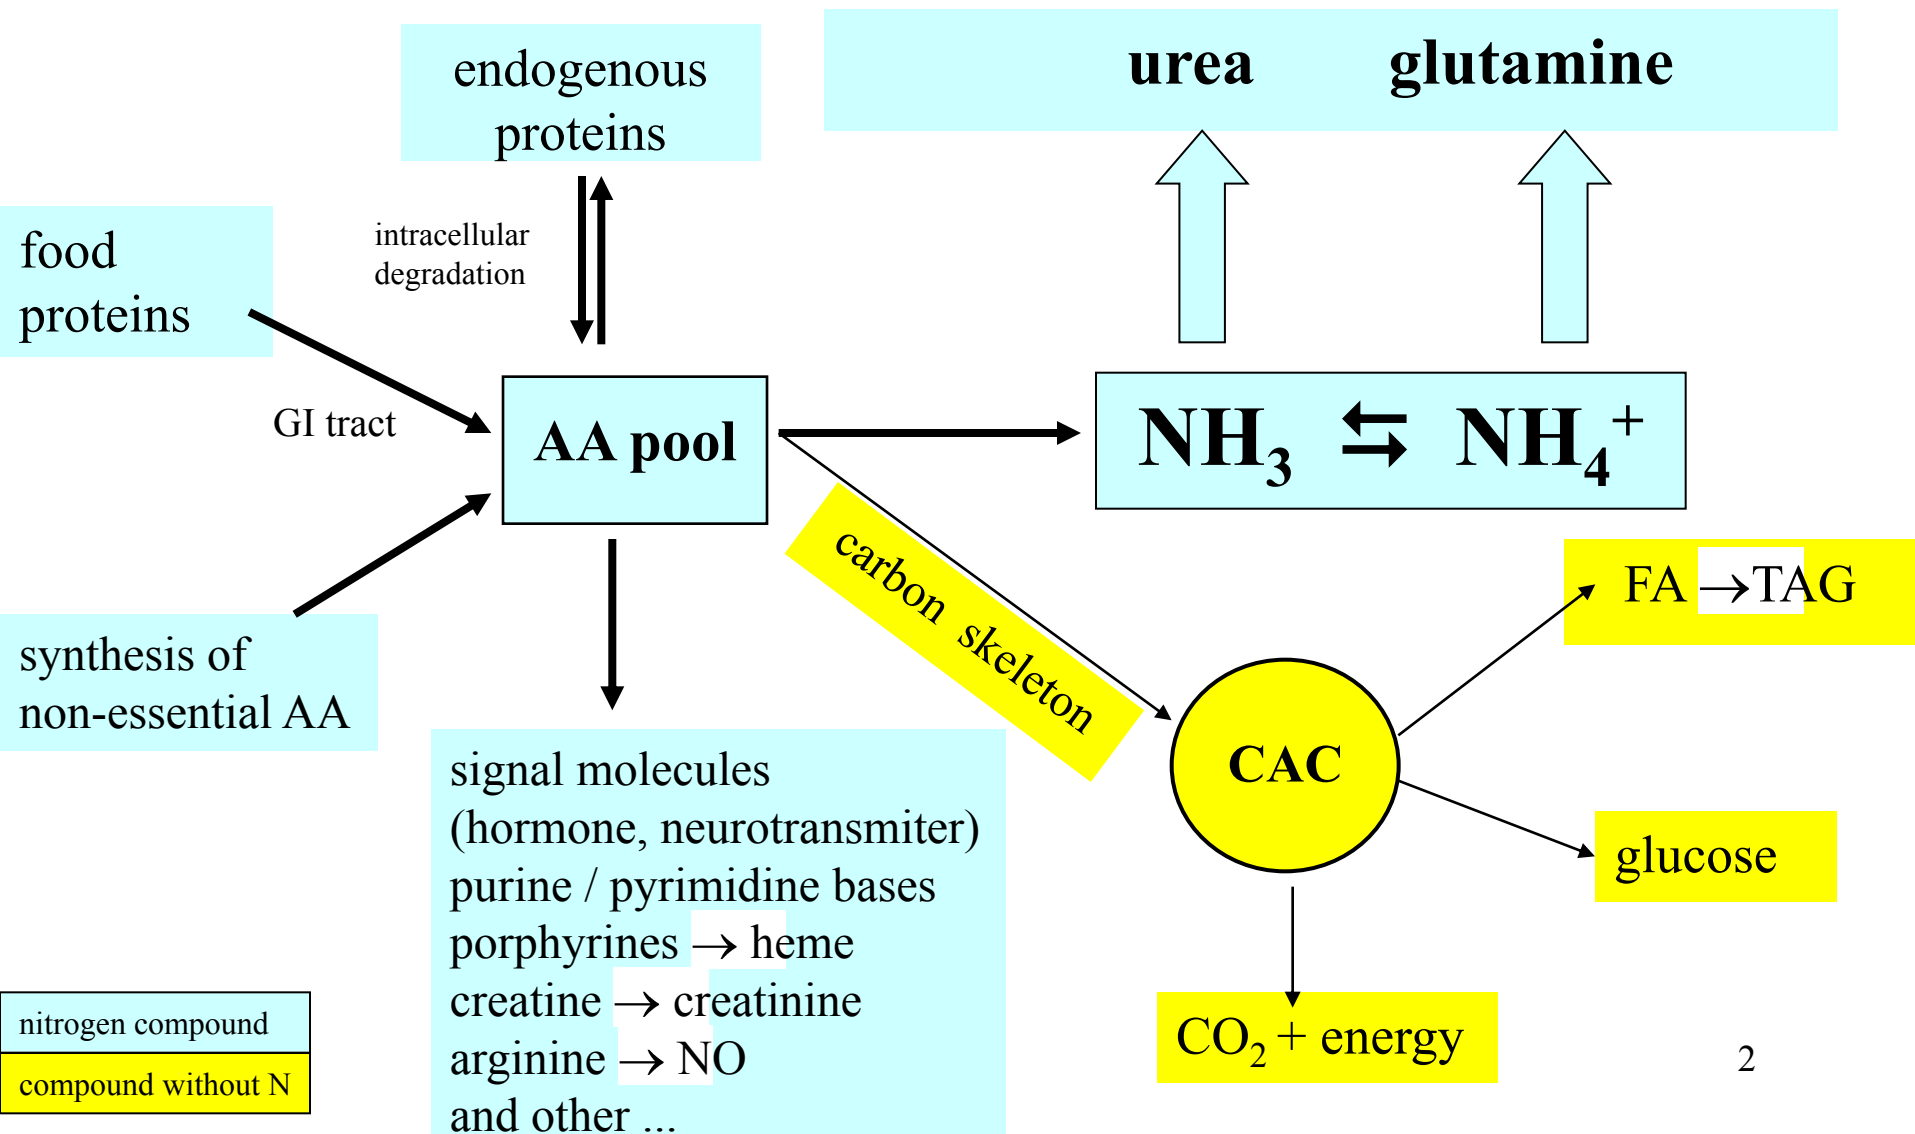 endogenous
proteins
urea glutamine
food
proteins
intracellular
degradation
GI tract
AA pool
NH₃ ⇆ NH₄⁺
carbon skeleton
FA →TAG
synthesis of
non-essential AA
CAC
signal molecules
(hormone, neurotransmiter)
purine / pyrimidine bases
porphyrines → heme
creatine → creatinine
arginine → NO
and other ...
glucose
CO₂ + energy
nitrogen compound
compound without N
2